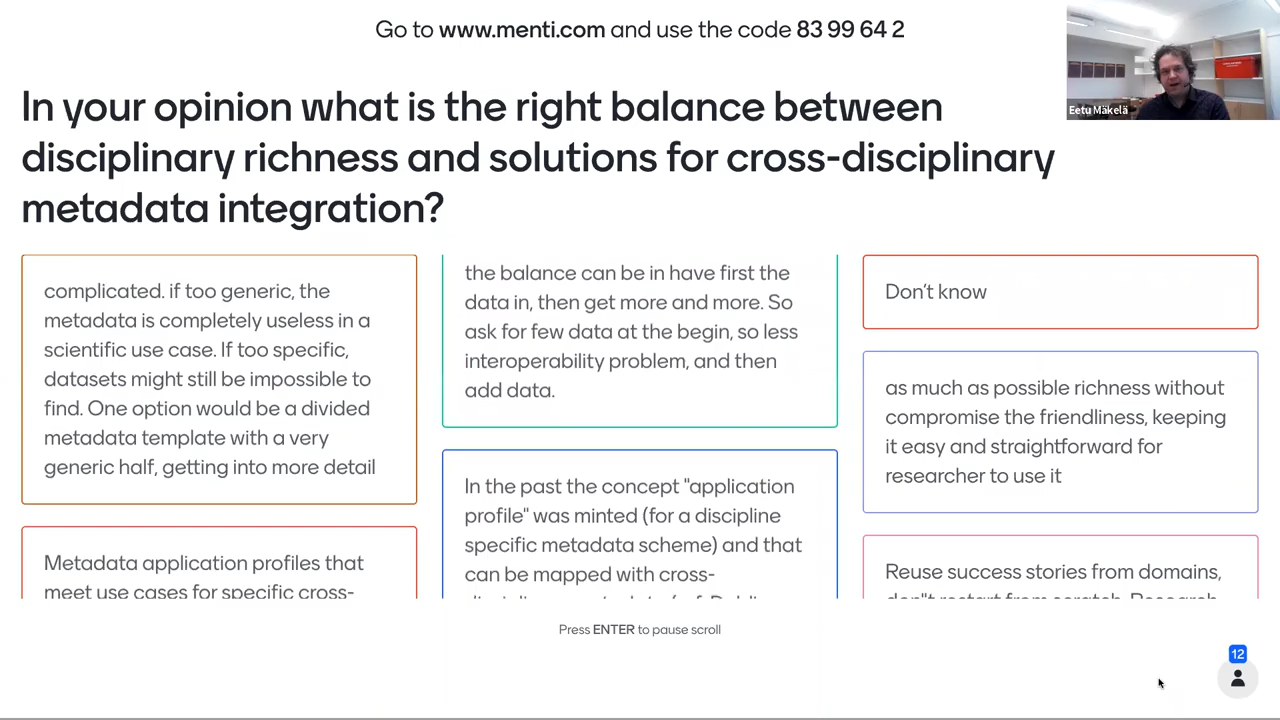 Go to www.menti.com and use the code 83 99 64 2
Eetu Mäkelä
In your opinion what is the right balance between
disciplinary richness and solutions for cross-disciplinary
metadata integration?
complicated. if too generic, the
metadata is completely useless in a
scientific use case. If too specific,
datasets might still be impossible to
find. One option would be a divided
metadata template with a very
generic half, getting into more detail
Metadata application profiles that
meet use cases for specific cross-
the balance can be in have first the
data in, then get more and more. So
ask for few data at the begin, so less
interoperability problem, and then
add data.
In the past the concept "application
profile" was minted (for a discipline
specific metadata scheme) and that
can be mapped with cross-
Don't know
as much as possible richness without
compromise the friendliness, keeping
it easy and straightforward for
researcher to use it
Reuse success stories from domains,
don"t restart from scratch. Research
Press ENTER to pause scroll
12